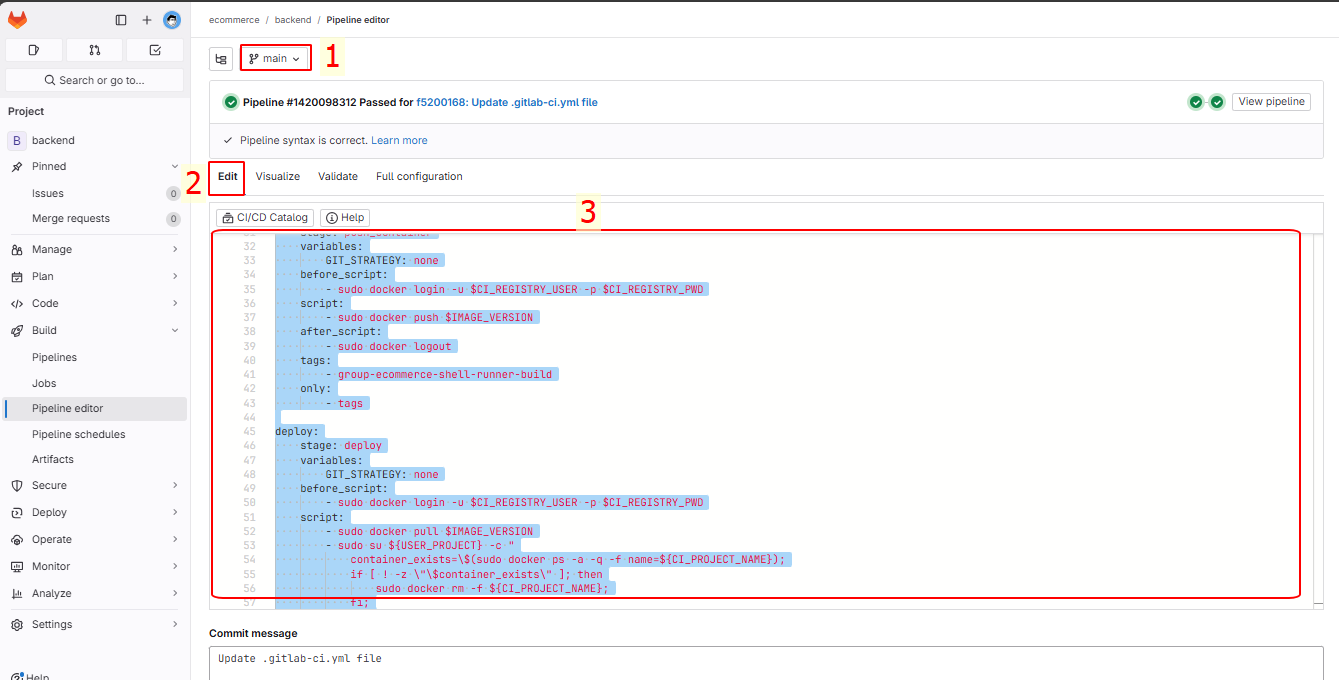 ecommerce / backend / Pipeline editor
main
1
Search or go to...
Pipeline #1420098312 Passed for f5200168: Update .gitlab-ci.yml file
View pipeline
Project
Pipeline syntax is correct. Learn more
B backend
Pinned
2
Edit
Visualize
Validate
Full configuration
Issues 0
Merge requests 0
CI/CD Catalog
Help
3
Manage
Plan
Code
Build
Pipelines
Jobs
Pipeline editor
Pipeline schedules
Artifacts
Secure
Deploy
Operate
Monitor
Analyze
Settings
Help
31 stage: push_container
32 variables:
33 GIT_STRATEGY: none
34 before_script:
35 - sudo docker login -u $CI_REGISTRY_USER -p $CI_REGISTRY_PWD
36 script:
37 - sudo docker push $IMAGE_VERSION
38 after_script:
39 - sudo docker logout
40 tags:
41 - group-ecommerce-shell-runner-build
42 only:
43 - tags
44
45 deploy:
46 stage: deploy
47 variables:
48 GIT_STRATEGY: none
49 before_script:
50 - sudo docker login -u $CI_REGISTRY_USER -p $CI_REGISTRY_PWD
51 script:
52 - sudo docker pull $IMAGE_VERSION
53 - sudo su ${USER_PROJECT} -c "
54 container_exists=\$(sudo docker ps -a -q -f name=${CI_PROJECT_NAME});
55 if [ ! -z \"\$container_exists\" ]; then
56 sudo docker rm -f ${CI_PROJECT_NAME};
57 fi;
Commit message
Update .gitlab-ci.yml file